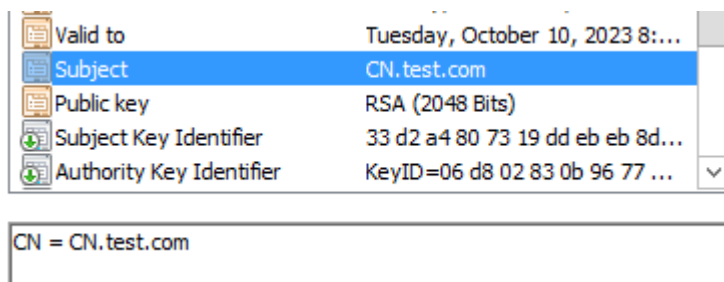 Valid to Tuesday, October 10, 2023 8:...
Subject CN.test.com
Public key RSA (2048 Bits)
Subject Key Identifier 33 d2 a4 80 73 19 dd eb eb 8d...
Authority Key Identifier KeyID=06 d8 02 83 0b 96 77 ...
CN = CN.test.com